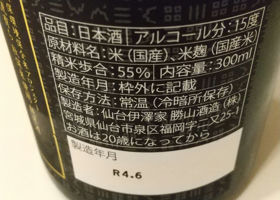 品目:日本酒 アルコール分:15度
原材料名:米(国産)、米麹(国産米)
精米歩合:55% 内容量:300ml
製造年月:枠外に記載
保存方法:常温(冷暗所保存)
製造者:仙台伊澤家 勝山酒造(株)
宮城県仙台市泉区福岡字二又25-1
お酒は20歳になってから
製造年月
R4.6